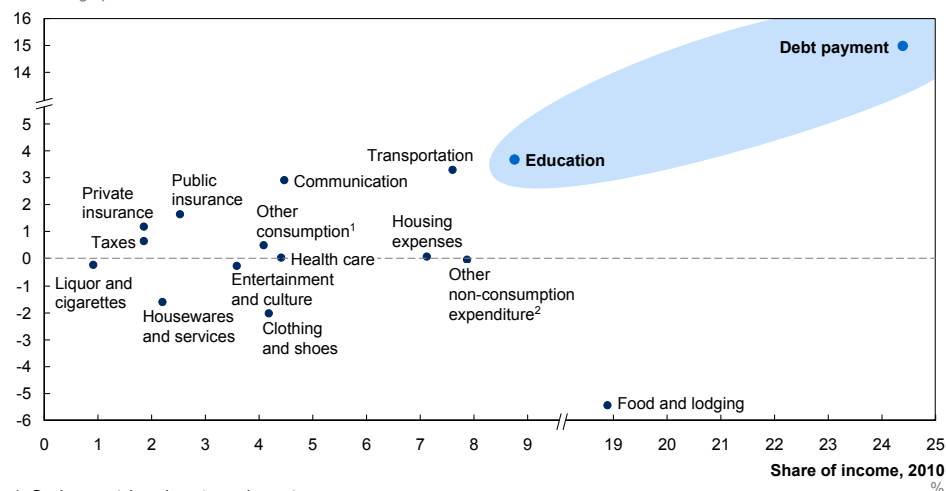 16
15
14
5
4
3
2
1
0
-1
-2
-3
-4
-5
-6
Debt payment
Education
Transportation
Communication
Public
insurance
Private
insurance
Taxes
Other
consumption1
Health care
Housing
expenses
Liquor and
cigarettes
Entertainment
and culture
Housewares
and services
Clothing
and shoes
Other
non-consumption
expenditure2
Food and lodging
0 1 2 3 4 5 6 7 8 9 19 20 21 22 23 24 25
Share of income, 2010
%